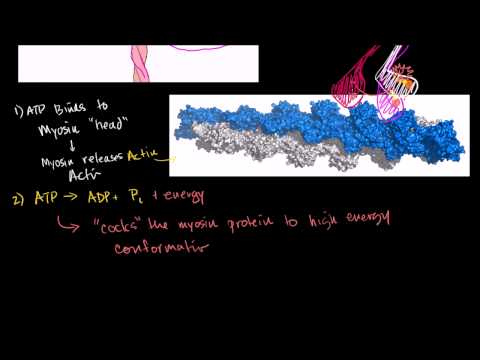 1) ATP Binds to
Myosin "head"
↓
Myosin releases Actin
Actin
2) ATP → ADP + Pi + energy
↳ "cocks" the myosin protein to high energy
conformation